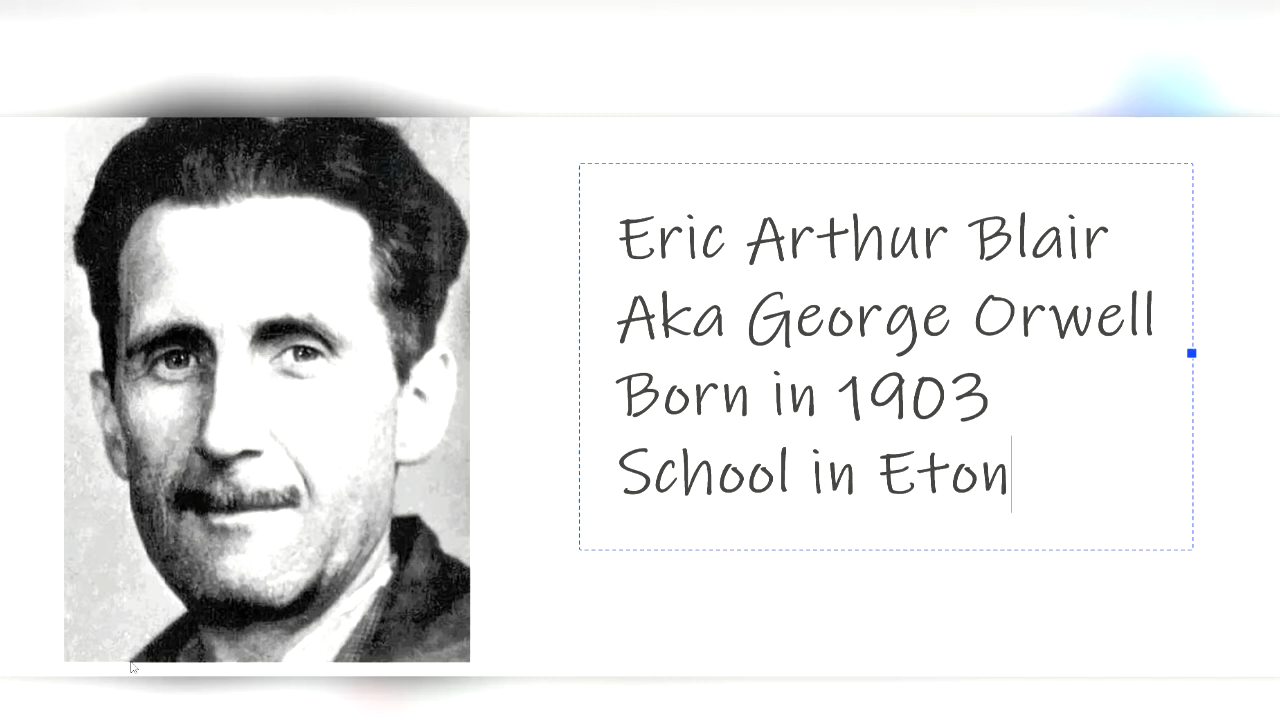 Eric Arthur Blair
Aka George Orwell
Born in 1903
School in Eton